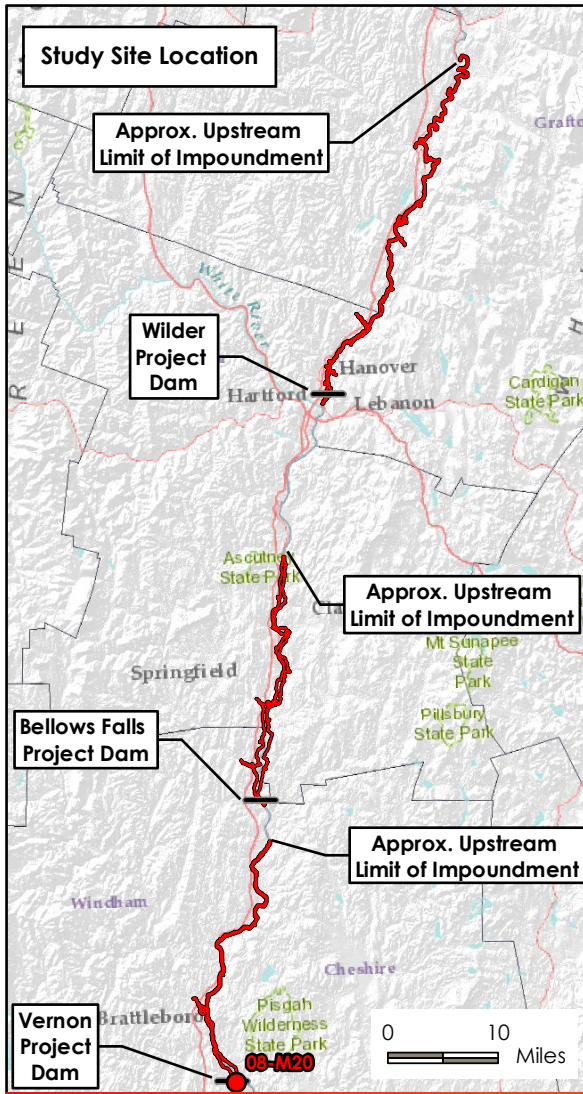 Study Site Location
Approx. Upstream
Limit of Impoundment
Grafto
White River
Wilder
Project
Dam
Hanover
Hartford
Lebanon
Cardigan
State Park
Ascutney
State Park
Approx. Upstream
Limit of Impoundment
Mt Sunapee
State
Park
Springfield
Pillsbury
State Park
Bellows Falls
Project Dam
Approx. Upstream
Limit of Impoundment
Windham
Cheshire
Vernon
Project
Dam
Brattleboro
Pisgah
Wilderness
State Park
08-M20
0 10
Miles